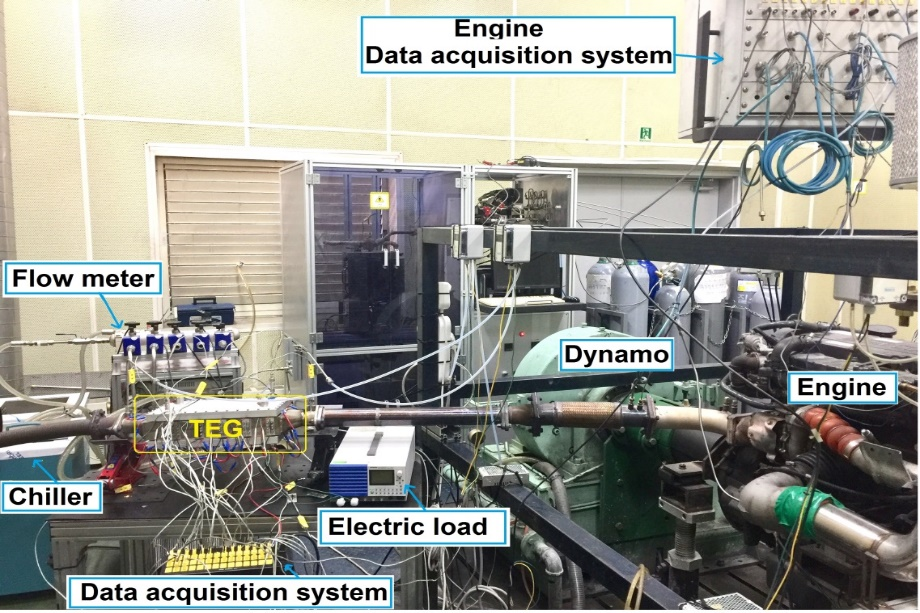 Engine
Data acquisition system
Flow meter
Dynamo
Engine
TEG
Chiller
Electric load
Data acquisition system